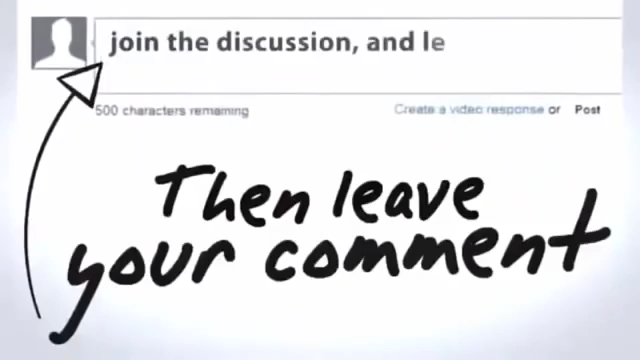 join the discussion, and le
500 characters remaining
Create a video response or Post
Then leave
your comment